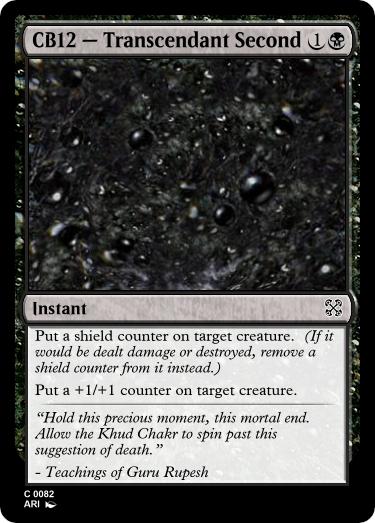 CB12 — Transcendant Second 1
Instant
Put a shield counter on target creature. (If it
would be dealt damage or destroyed, remove a
shield counter from it instead.)
Put a +1/+1 counter on target creature.
“Hold this precious moment, this mortal end.
Allow the Khud Chakr to spin past this
suggestion of death.”
- Teachings of Guru Rupesh
C 0082
ARI